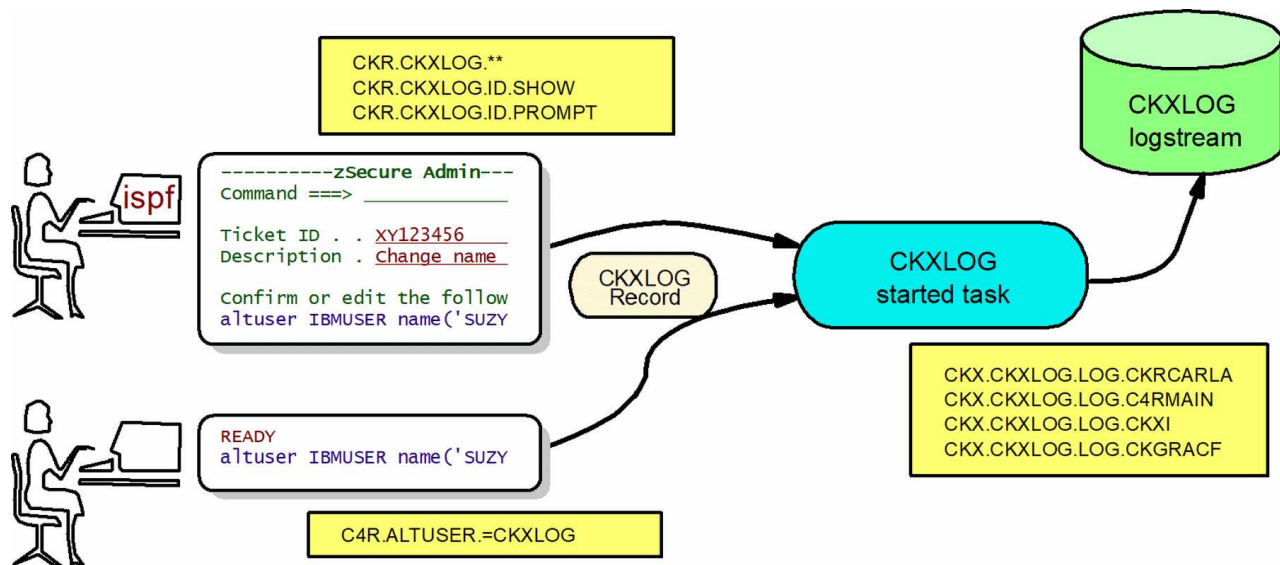 CKR.CKXLOG.**
CKR.CKXLOG.ID.SHOW
CKR.CKXLOG.ID.PROMPT
CKXLOG
logstream
ispf
----------zSecure Admin---
Command ===> 
Ticket ID . . XY123456
Description . Change name
Confirm or edit the follow
altuser IBMUSER name('SUZY
CKXLOG
Record
CKXLOG
started task
CKX.CKXLOG.LOG.CKRCARLA
CKX.CKXLOG.LOG.C4RMAIN
CKX.CKXLOG.LOG.CKXI
CKX.CKXLOG.LOG.CKGRACF
READY
altuser IBMUSER name('SUZY
C4R.ALTUSER.=CKXLOG